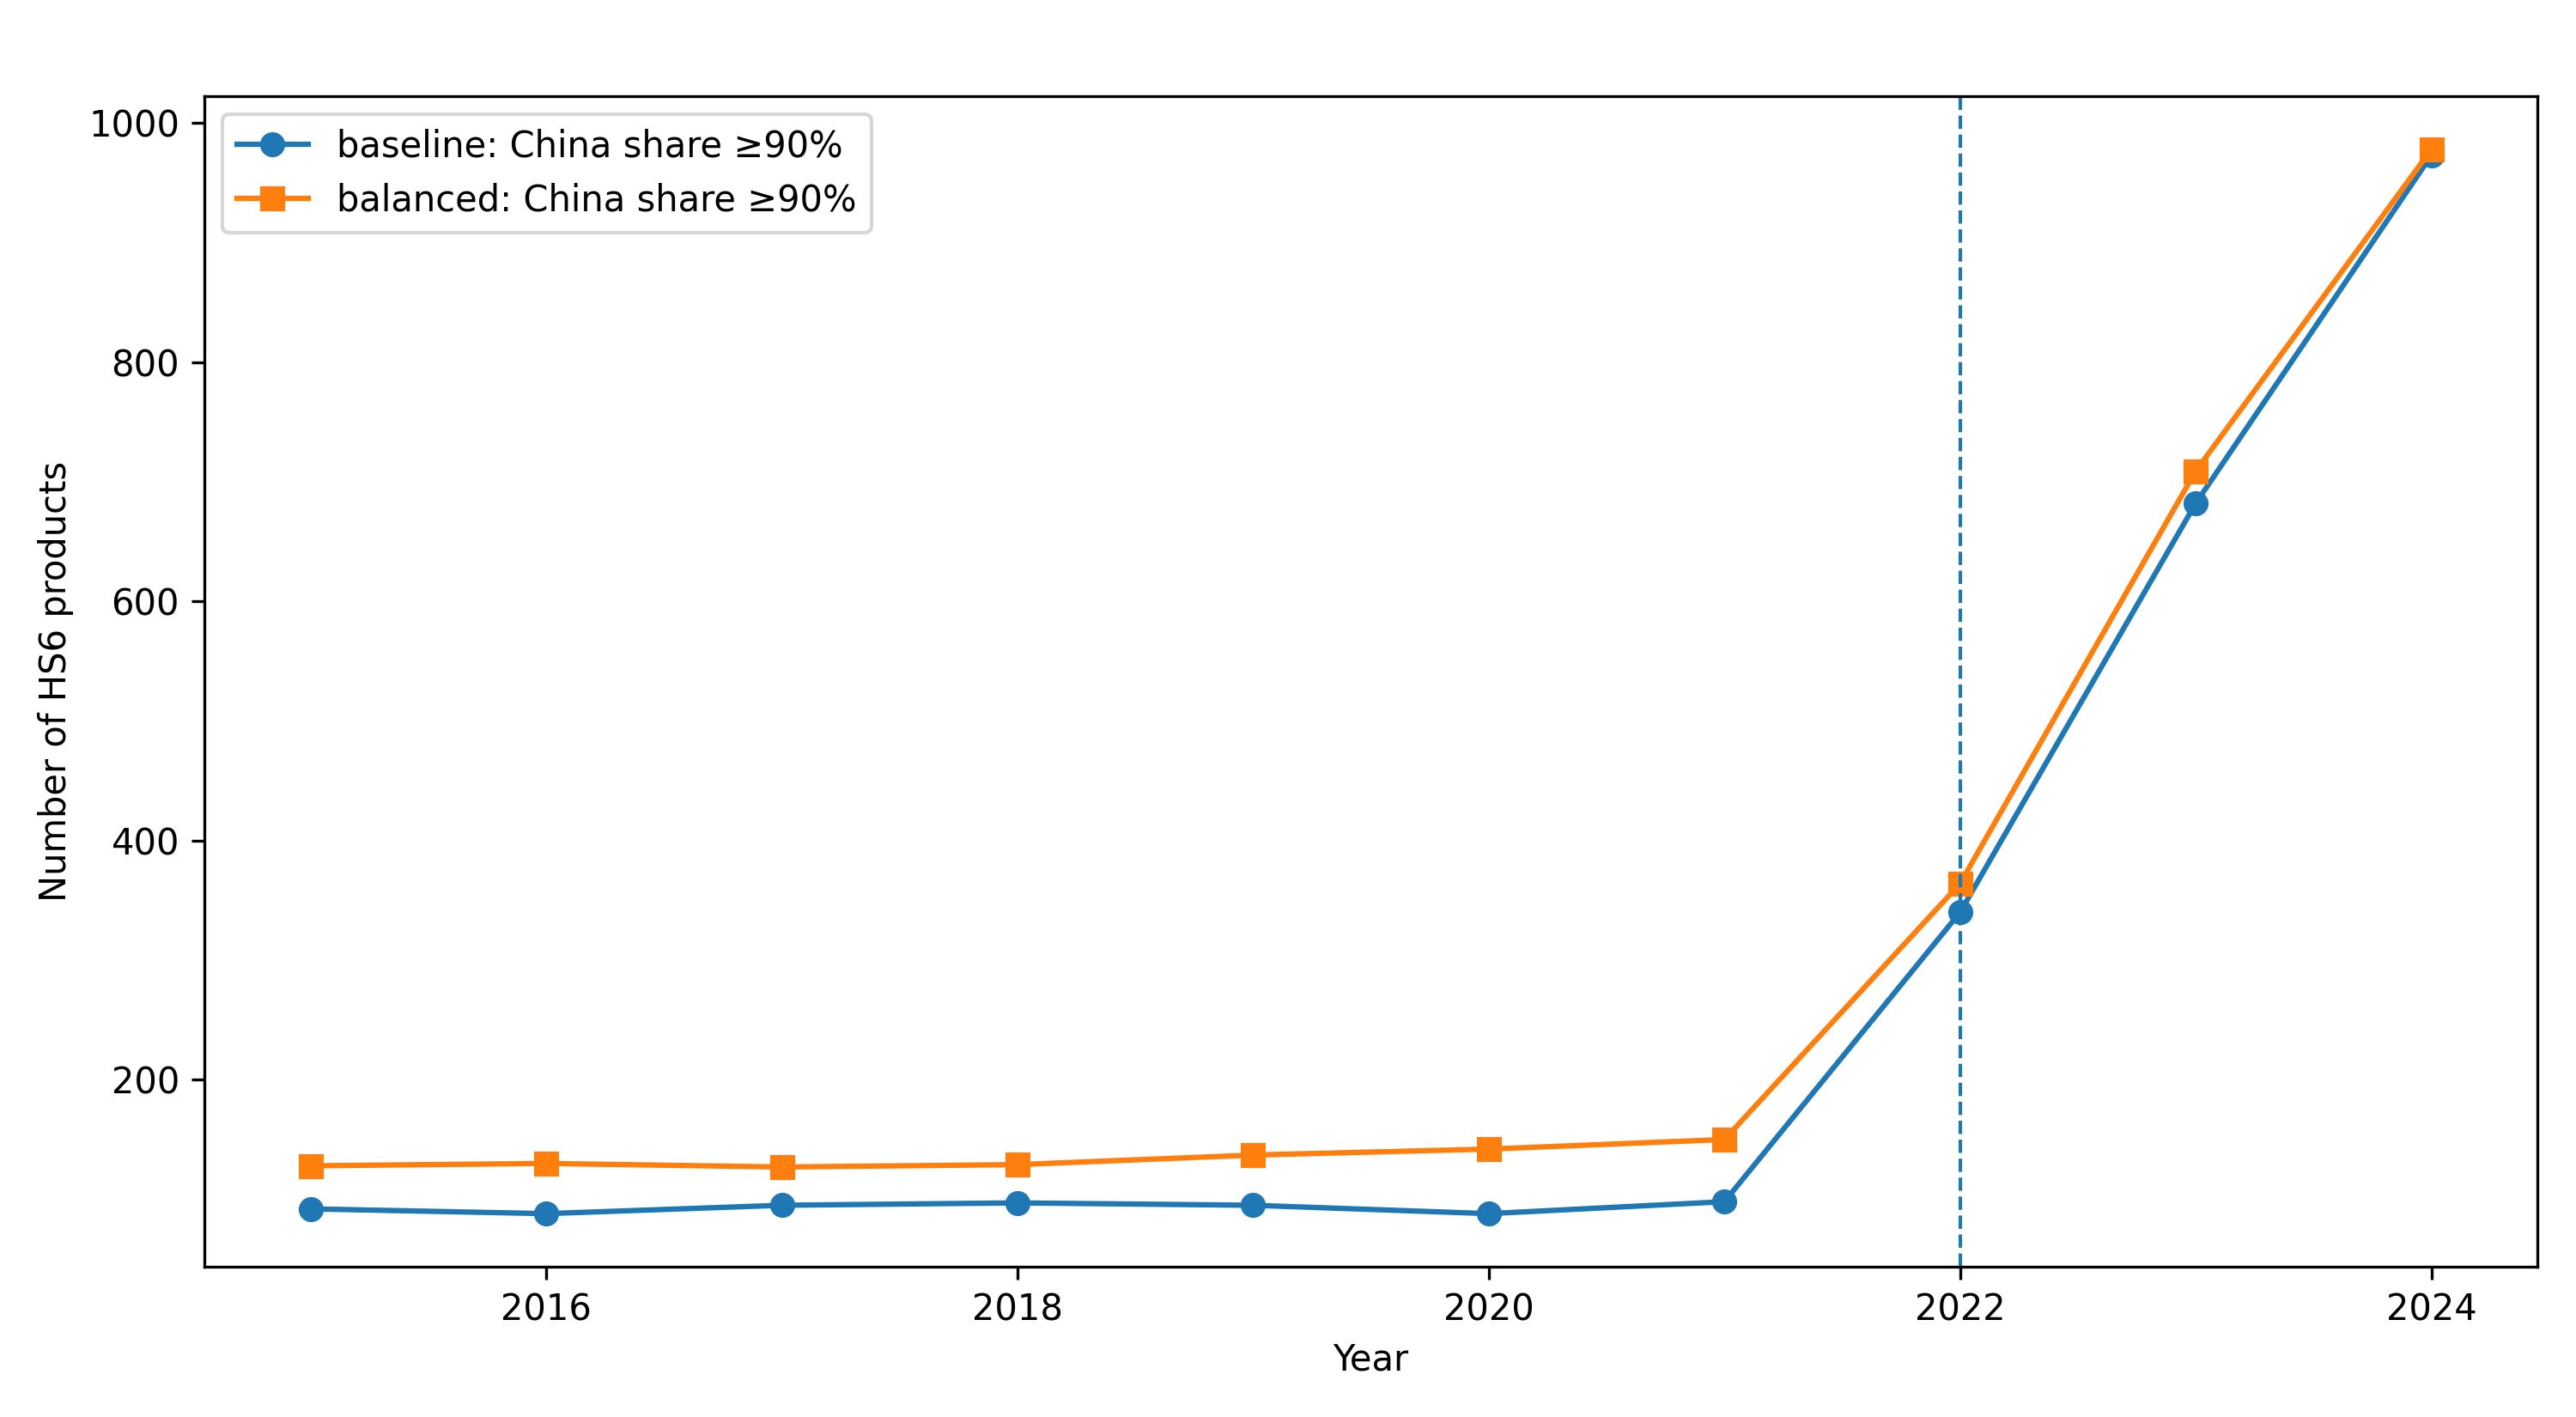 baseline: China share ≥90%
balanced: China share ≥90%
1000
800
600
400
200
Number of HS6 products
2016 2018 2020 2022 2024
Year